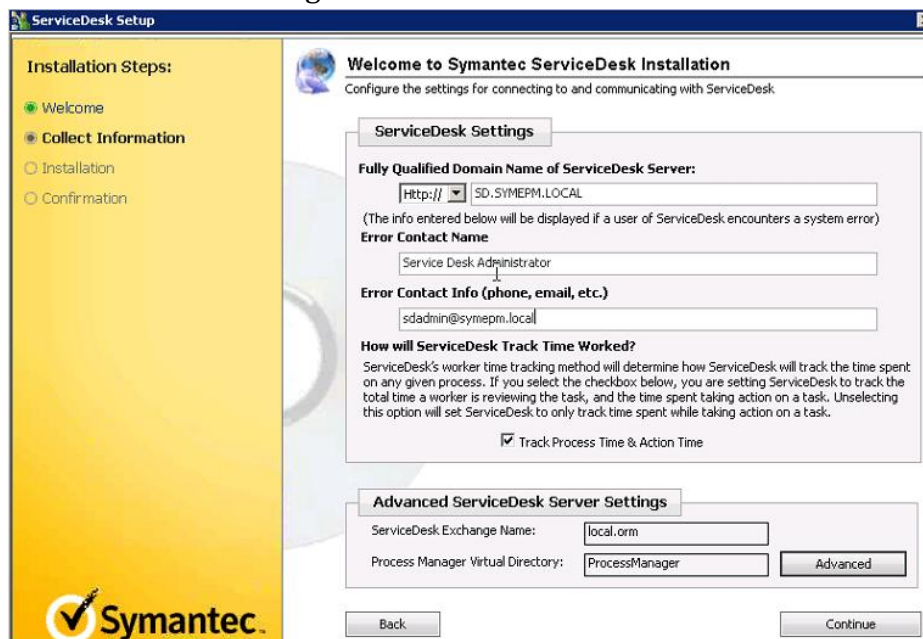 ServiceDesk Setup
Installation Steps:
Welcome
Collect Information
Installation
Confirmation
Symantec.
Welcome to Symantec ServiceDesk Installation
Configure the settings for connecting to and communicating with ServiceDesk
ServiceDesk Settings
Fully Qualified Domain Name of ServiceDesk Server:
Http:// SD.SYMEPM.LOCAL
(The info entered below will be displayed if a user of ServiceDesk encounters a system error)
Error Contact Name
Service Desk Administrator
Error Contact Info (phone, email, etc.)
sdadmin@symepm.local
How will ServiceDesk Track Time Worked?
ServiceDesk's worker time tracking method will determine how ServiceDesk will track the time spent
on any given process. If you select the checkbox below, you are setting ServiceDesk to track the
total time a worker is reviewing the task, and the time spent taking action on a task. Unselecting
this option will set ServiceDesk to only track time spent while taking action on a task.
Track Process Time & Action Time
Advanced ServiceDesk Server Settings
ServiceDesk Exchange Name: local.orm
Process Manager Virtual Directory: ProcessManager Advanced
Back Continue